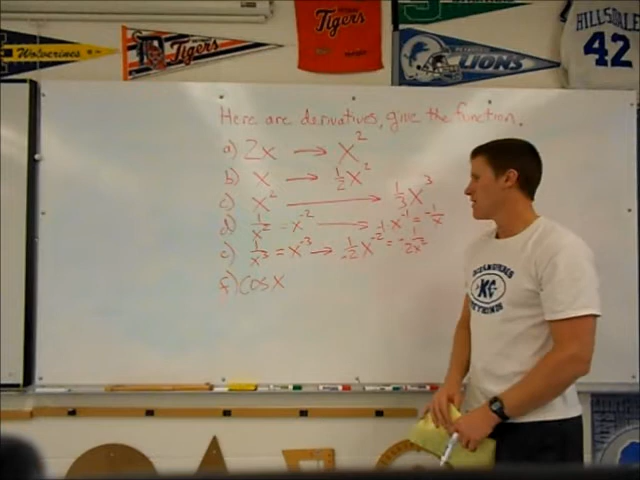 Wolverines
Tigers
Tigers
LIONS
HILLSDALE
42
Here are derivatives, give the function.
a) 2x → x²
b) x → ½x²
c) x² → ⅓x³
d) 1/x² = x⁻² → -1x⁻¹ = -1/x
e) 1/x³ = x⁻³ → 1/-2 x⁻² = -1/2x²
f) cos x
KC